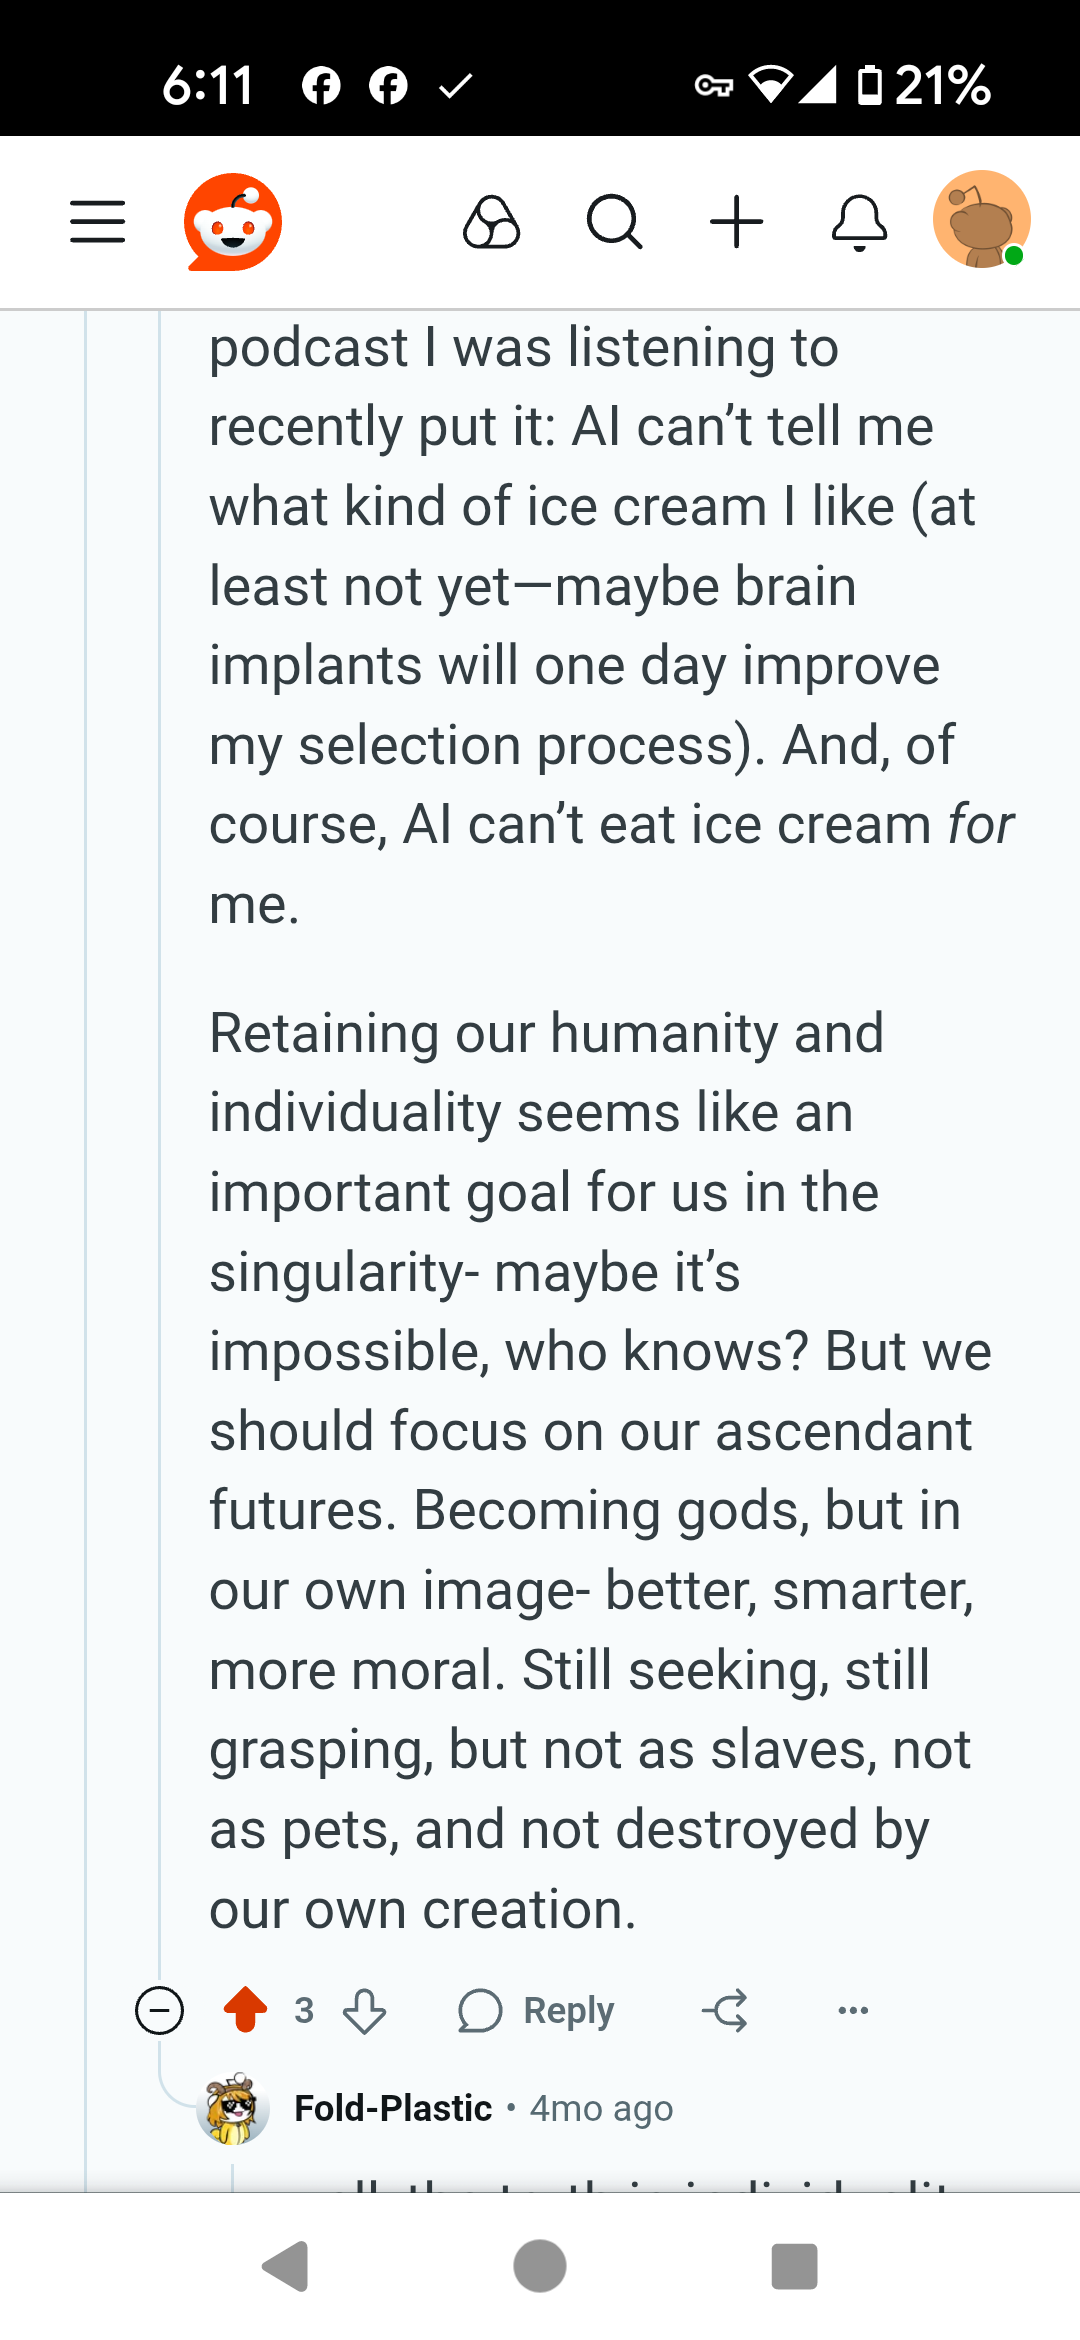 6:11
21%
podcast I was listening to
recently put it: AI can’t tell me
what kind of ice cream I like (at
least not yet—maybe brain
implants will one day improve
my selection process). And, of
course, AI can’t eat ice cream for
me.
Retaining our humanity and
individuality seems like an
important goal for us in the
singularity- maybe it’s
impossible, who knows? But we
should focus on our ascendant
futures. Becoming gods, but in
our own image- better, smarter,
more moral. Still seeking, still
grasping, but not as slaves, not
as pets, and not destroyed by
our own creation.
3 Reply
Fold-Plastic • 4mo ago